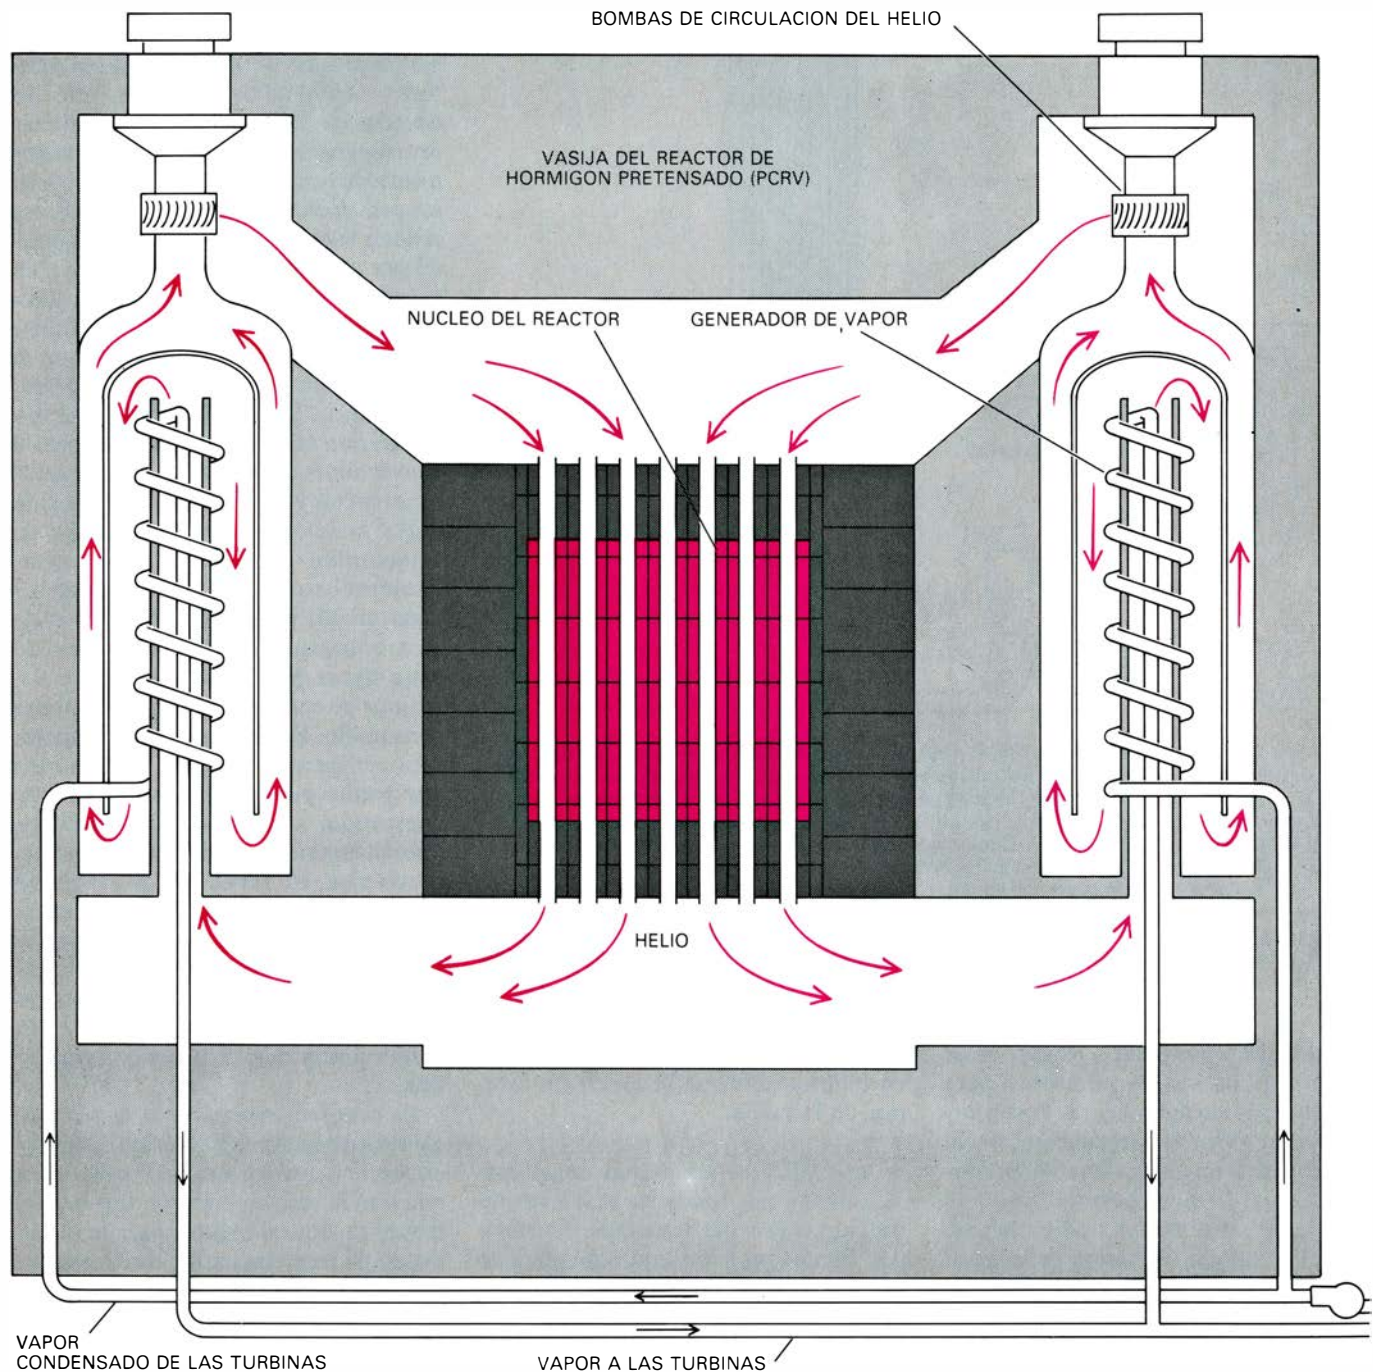 BOMBAS DE CIRCULACION DEL HELIO
VASIJA DEL REACTOR DE
HORMIGON PRETENSADO (PCRV)
NUCLEO DEL REACTOR
GENERADOR DE VAPOR
HELIO
VAPOR
CONDENSADO DE LAS TURBINAS
VAPOR A LAS TURBINAS